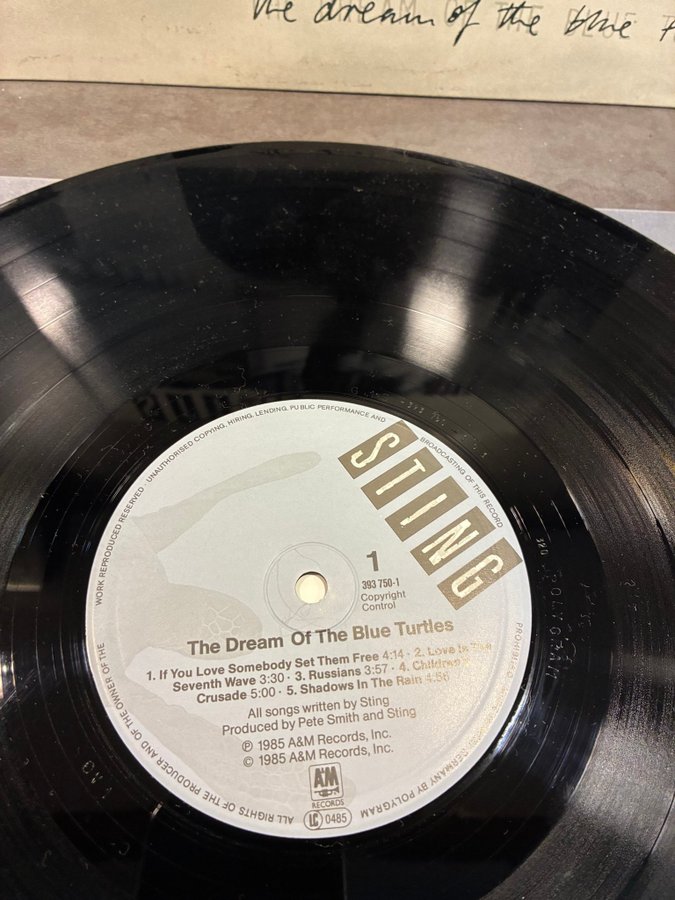 the dream of the blue
WORK REPRODUCED RESERVED · UNAUTHORISED COPYING, HIRING, LENDING, PUBLIC PERFORMANCE AND BROADCASTING OF THIS RECORD
PROHIBITED
GERMANY BY POLYGRAM
ALL RIGHTS OF THE PRODUCER AND OF THE OWNER OF THE
STING
1
393 750-1
Copyright
Control
The Dream Of The Blue Turtles
1. If You Love Somebody Set Them Free 4:14 · 2. Love Is The
Seventh Wave 3:30 · 3. Russians 3:57 · 4. Children's
Crusade 5:00 · 5. Shadows In The Rain 4:56
All songs written by Sting
Produced by Pete Smith and Sting
℗ 1985 A&M Records, Inc.
© 1985 A&M Records, Inc.
A&M
RECORDS
LC 0485
POLYGRAM